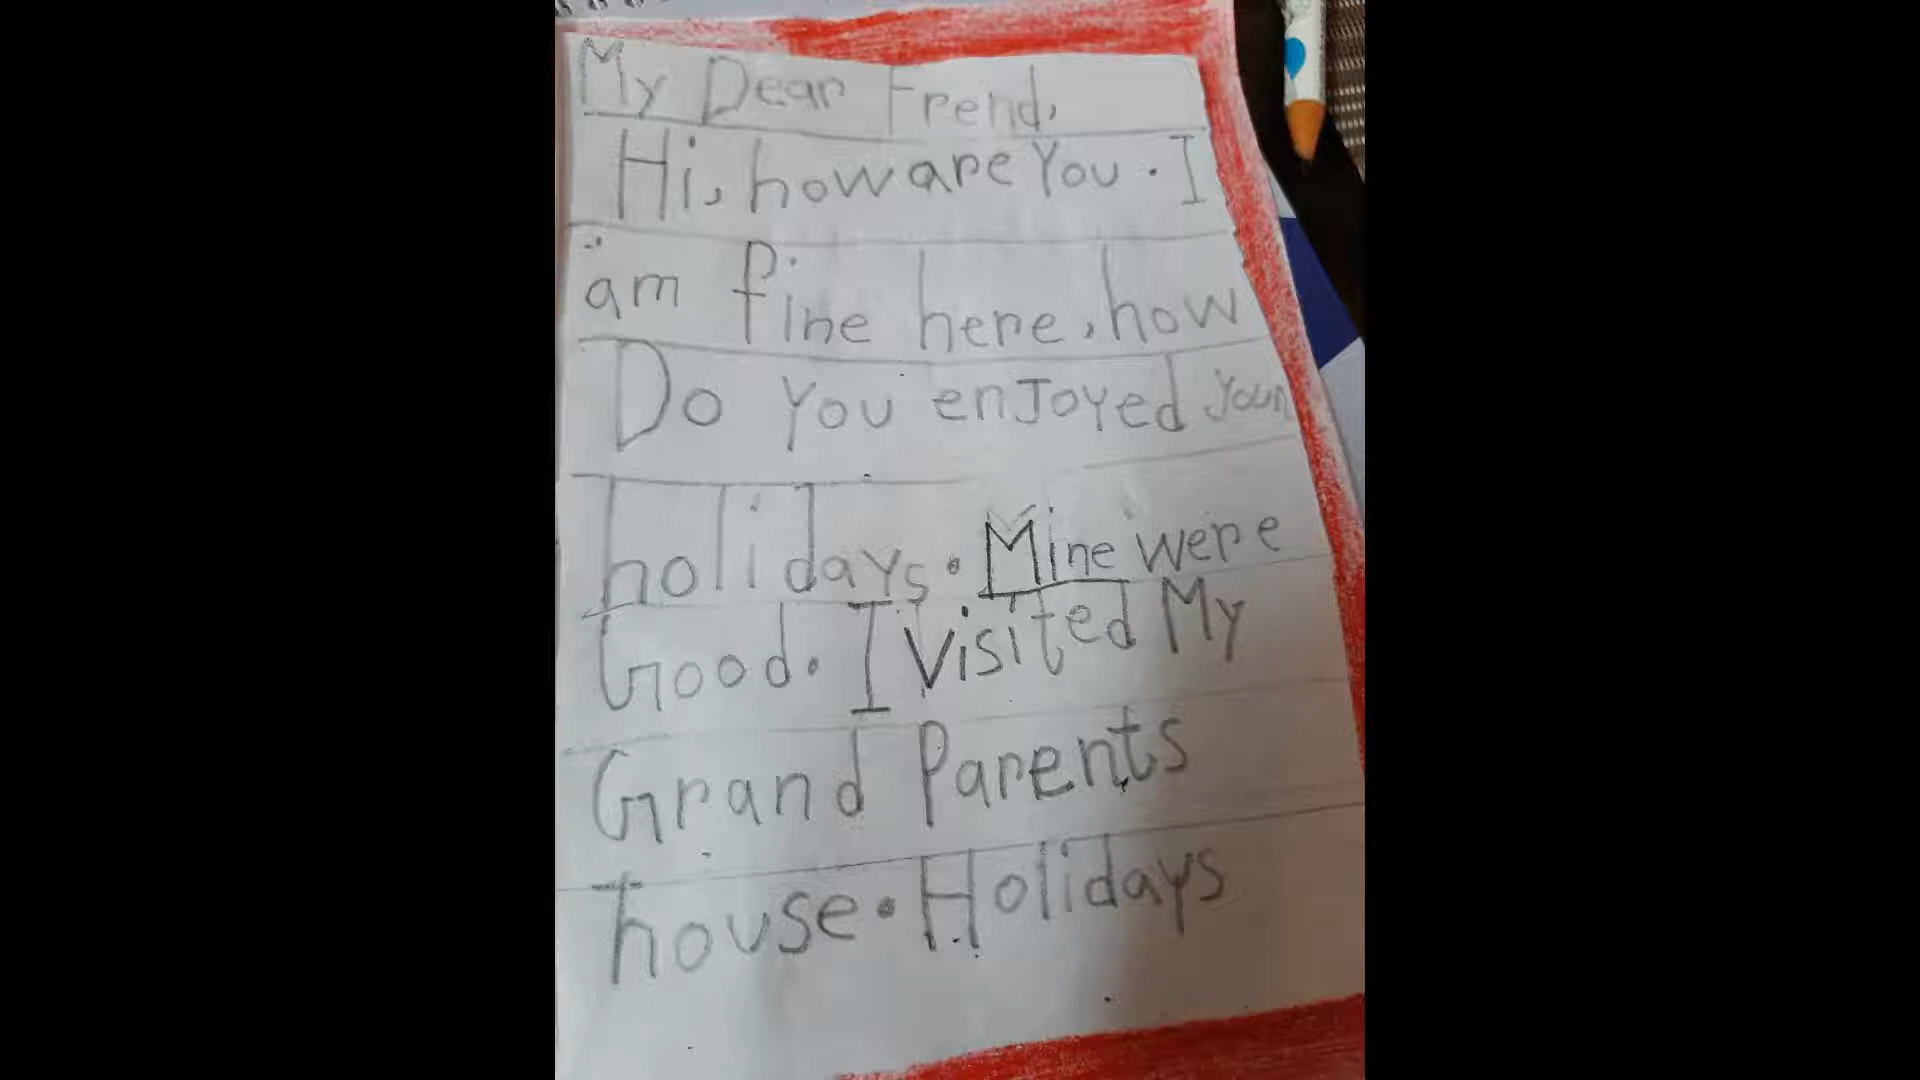 My Dear Frend,
Hi, how are You. I
am fine here, how
Do you enJoyed your
holidays. Mine were
Good. I visited My
Grand Parents
house. Holidays